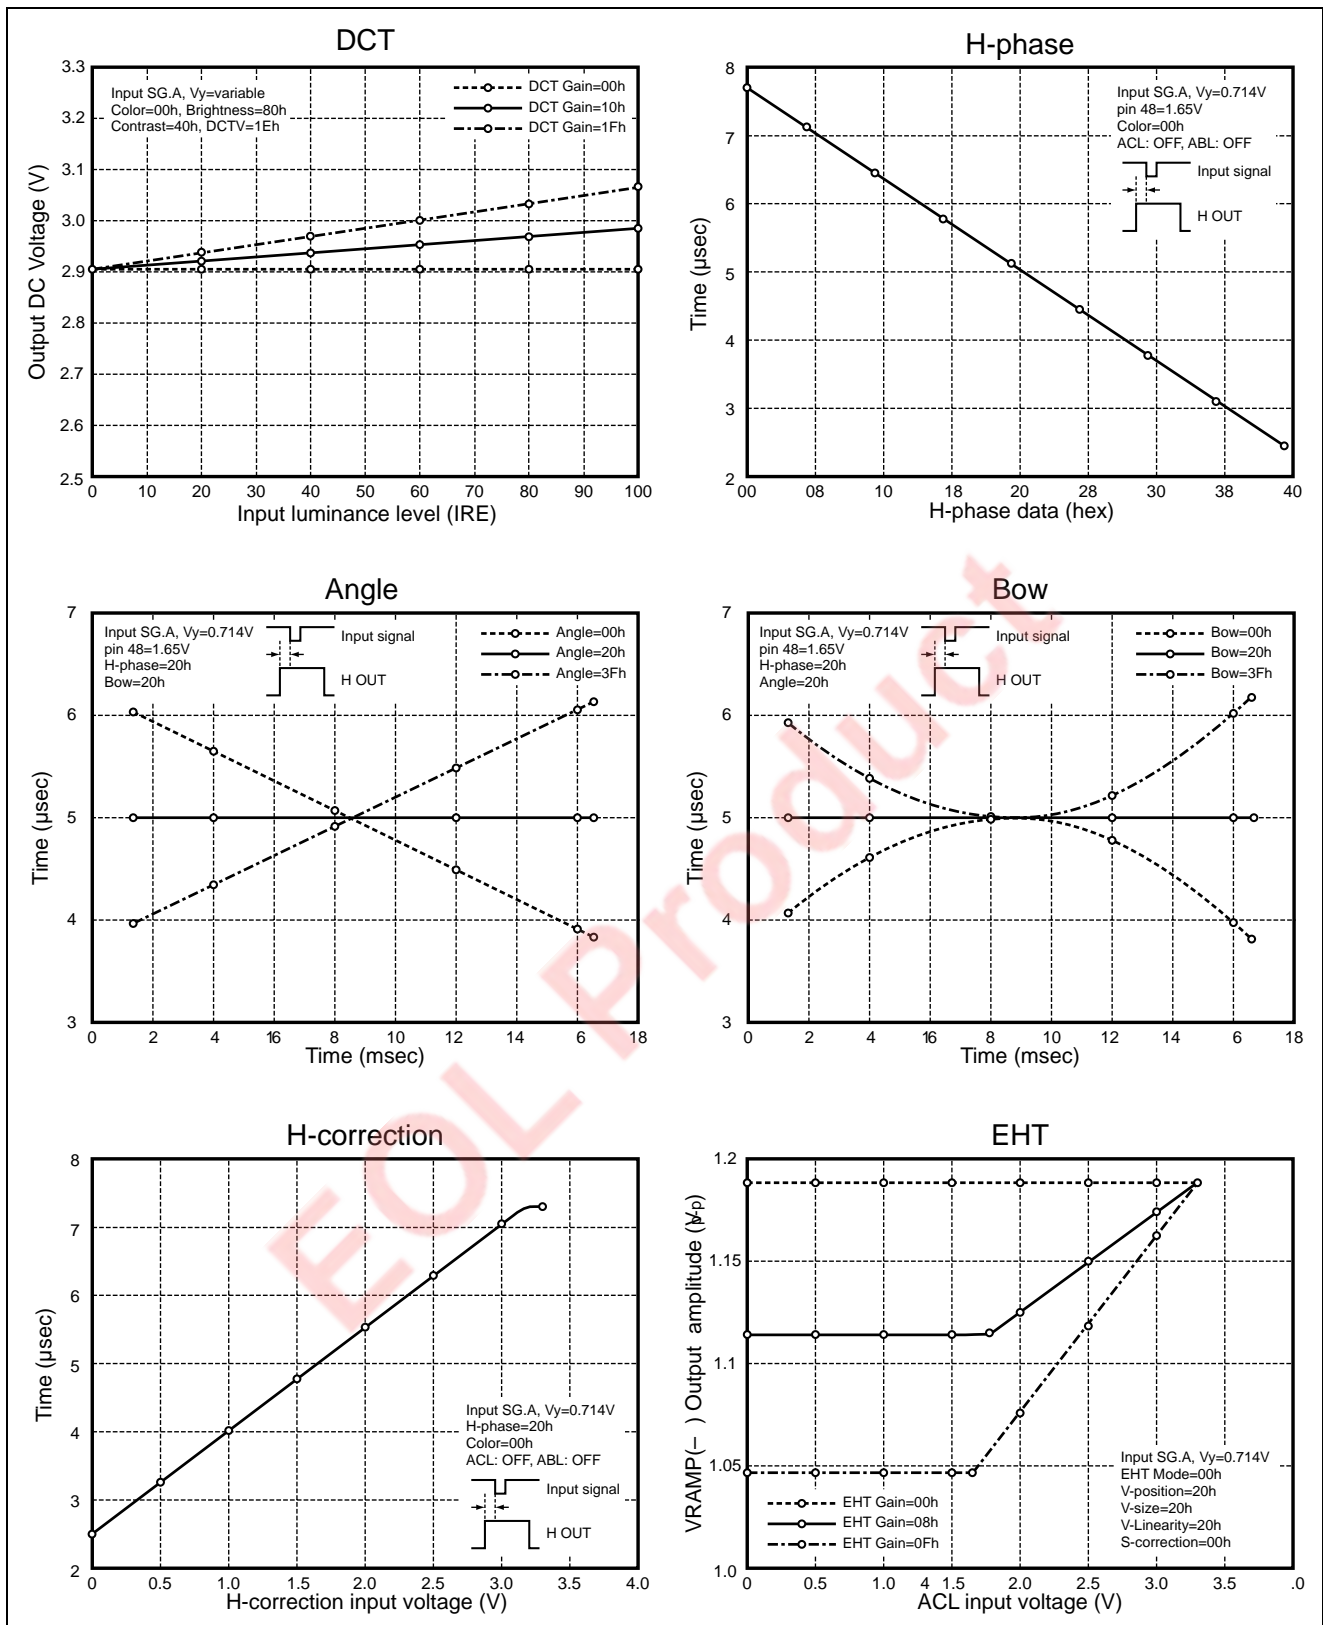 DCT
3.3
3.2
3.1
3.0
2.9
2.8
2.7
2.6
2.5
Output DC Voltage (V)
Input SG.A, Vy=variable
Color=00h, Brightness=80h
Contrast=40h, DCTV=1Eh
DCT Gain=00h
DCT Gain=10h
DCT Gain=1Fh
0 10 20 30 40 50 60 70 80 90 100
Input luminance level (IRE)
H-phase
8
7
6
5
4
3
2
Time (µsec)
Input SG.A, Vy=0.714V
pin 48=1.65V
Color=00h
ACL: OFF, ABL: OFF
Input signal
H OUT
00 08 10 18 20 28 30 38 40
H-phase data (hex)
Angle
7
6
5
4
3
Time (µsec)
Input SG.A, Vy=0.714V
pin 48=1.65V
H-phase=20h
Bow=20h
Input signal
H OUT
Angle=00h
Angle=20h
Angle=3Fh
0 2 4 16 8 10 12 14 6 18
Time (msec)
Bow
7
6
5
4
3
Time (µsec)
Input SG.A, Vy=0.714V
pin 48=1.65V
H-phase=20h
Angle=20h
Input signal
H OUT
Bow=00h
Bow=20h
Bow=3Fh
0 2 4 16 8 10 12 14 6 18
Time (msec)
H-correction
8
7
6
5
4
3
2
Time (µsec)
Input SG.A, Vy=0.714V
H-phase=20h
Color=00h
ACL: OFF, ABL: OFF
Input signal
H OUT
0 0.5 1.0 1.5 2.0 2.5 3.0 3.5 4.0
H-correction input voltage (V)
EHT
1.2
1.15
1.10
1.05
1.0
VRAMP(– ) Output amplitude (Vp-p)
EHT Gain=00h
EHT Gain=08h
EHT Gain=0Fh
Input SG.A, Vy=0.714V
EHT Mode=00h
V-position=20h
V-size=20h
V-Linearity=20h
S-correction=00h
0 0.5 1.0 4 1.5 2.0 2.5 3.0 3.5 .0
ACL input voltage (V)
EOL Product